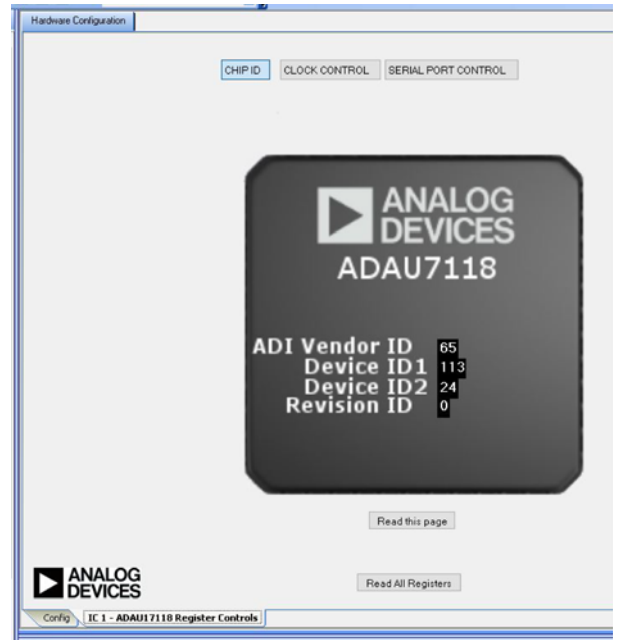 Hardware Configuration
CHIP ID CLOCK CONTROL SERIAL PORT CONTROL
ANALOG
DEVICES
ADAU7118
ADI Vendor ID 65
Device ID1 113
Device ID2 24
Revision ID 0
Read this page
ANALOG
DEVICES
Read All Registers
Config IC 1 - ADAU17118 Register Controls